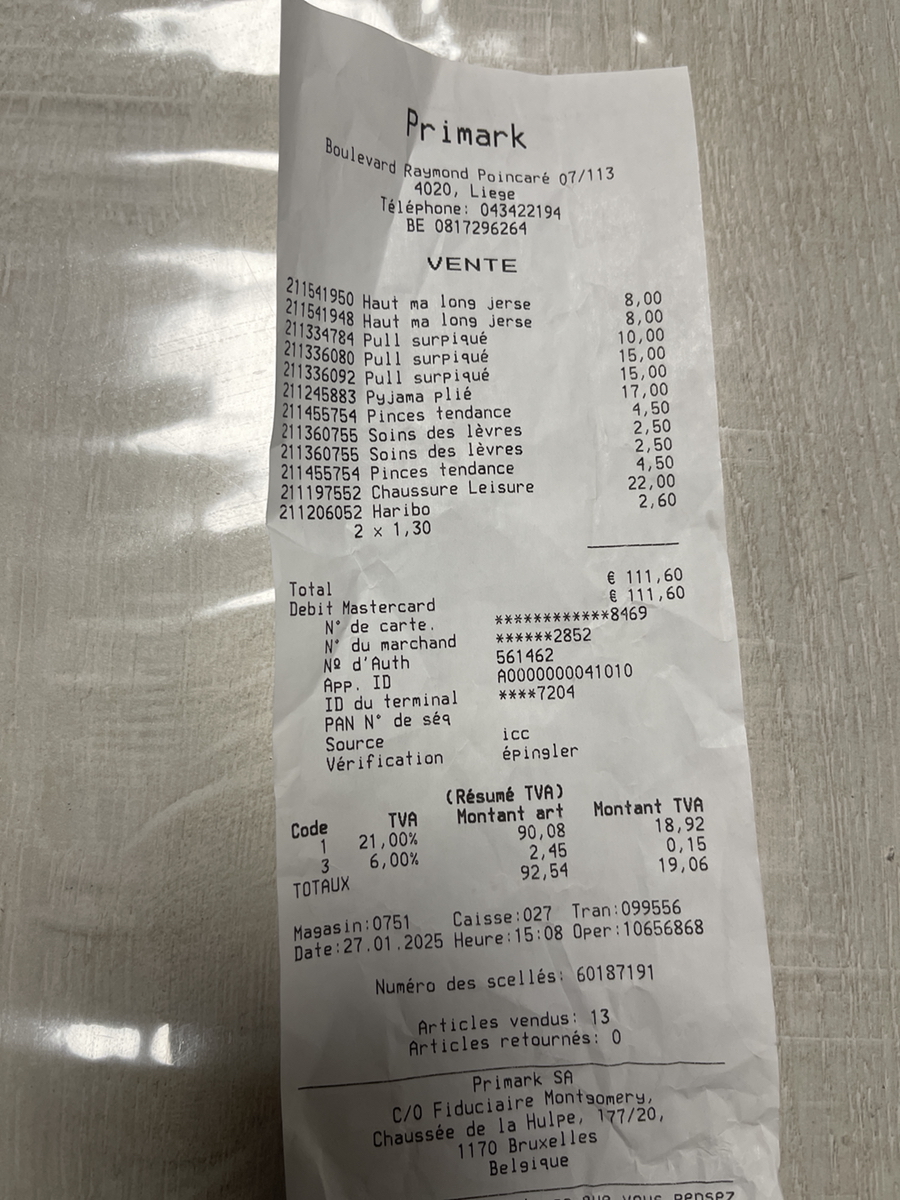 Primark
Boulevard Raymond Poincaré 07/113
4020, Liege
Téléphone: 043422194
BE 0817296264
VENTE
211541950 Haut ma long jerse 8,00
211541948 Haut ma long jerse 8,00
211334784 Pull surpiqué 10,00
211336080 Pull surpiqué 15,00
211336092 Pull surpiqué 15,00
211245883 Pyjama plié 17,00
211455754 Pinces tendance 4,50
211360755 Soins des lèvres 2,50
211360755 Soins des lèvres 2,50
211455754 Pinces tendance 4,50
211197552 Chaussure Leisure 22,00
211206052 Haribo 2,60
2 x 1,30
Total € 111,60
Debit Mastercard € 111,60
N° de carte. ************8469
N° du marchand ******2852
Nº d'Auth 561462
App. ID A0000000041010
ID du terminal ****7204
PAN N° de séq
Source icc
Vérification épingler
(Résumé TVA)
Code TVA Montant art Montant TVA
1 21,00% 90,08 18,92
3 6,00% 2,45 0,15
TOTAUX 92,54 19,06
Magasin:0751 Caisse:027 Tran:099556
Date:27.01.2025 Heure:15:08 Oper:10656868
Numéro des scellés: 60187191
Articles vendus: 13
Articles retournés: 0
Primark SA
C/O Fiduciaire Montgomery,
Chaussée de la Hulpe, 177/20,
1170 Bruxelles
Belgique
que vous pensez